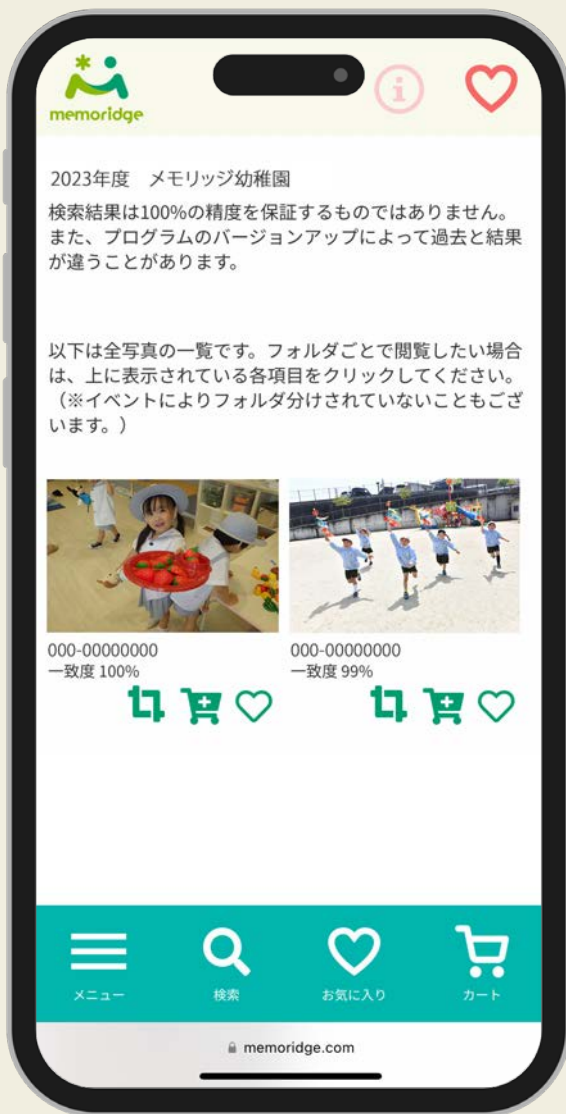 memoridge
2023年度　メモリッジ幼稚園
検索結果は100%の精度を保証するものではありません。
また、プログラムのバージョンアップによって過去と結果
が違うことがあります。
以下は全写真の一覧です。フォルダごとで閲覧したい場合
は、上に表示されている各項目をクリックしてください。
（※イベントによりフォルダ分けされていないこともござ
います。）
000-00000000
一致度 100%
000-00000000
一致度 99%
メニュー
検索
お気に入り
カート
memoridge.com